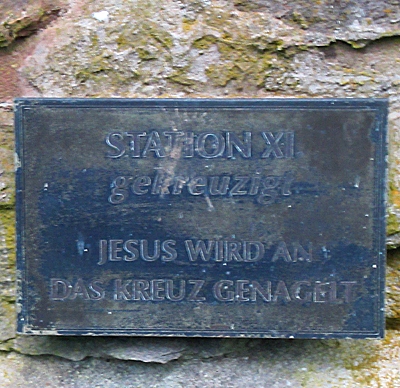 STATION XI
gekreuzigt
JESUS WIRD AN
DAS KREUZ GENAGELT